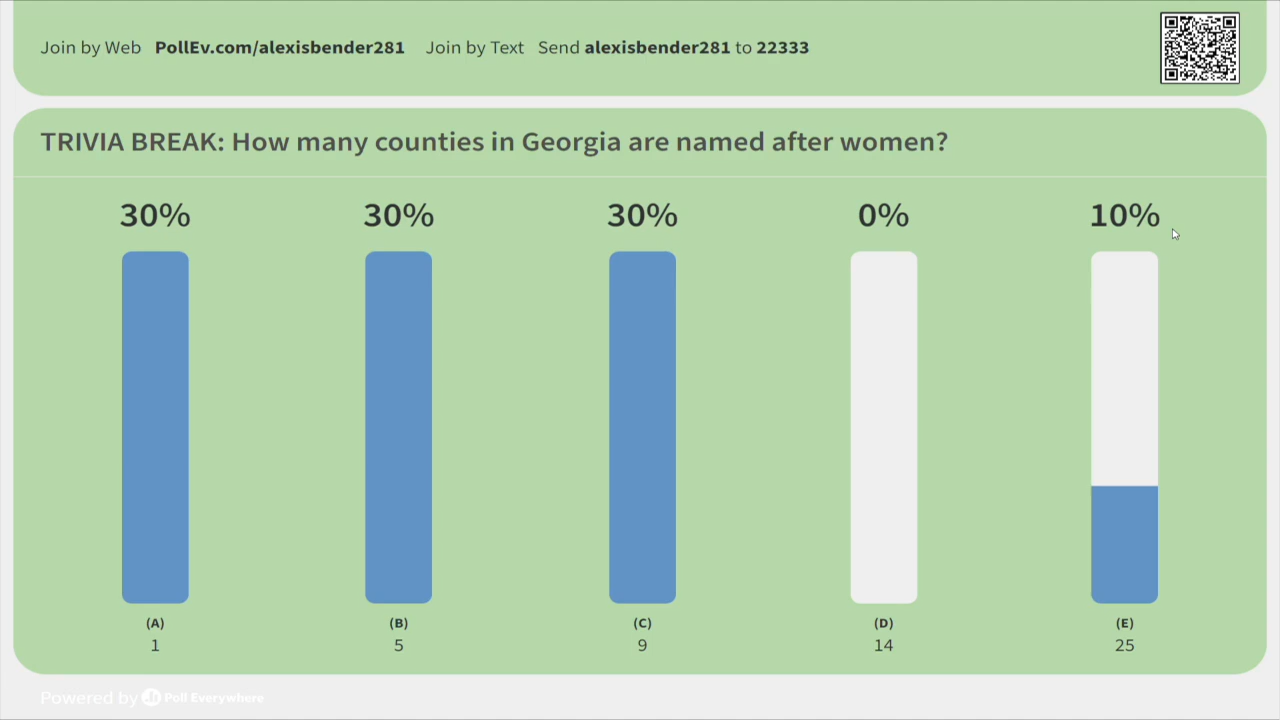 Join by Web PollEv.com/alexisbender281 Join by Text Send alexisbender281 to 22333
TRIVIA BREAK: How many counties in Georgia are named after women?
30% 30% 30% 0% 10%
(A) (B) (C) (D) (E)
1 5 9 14 25
Powered by Poll Everywhere